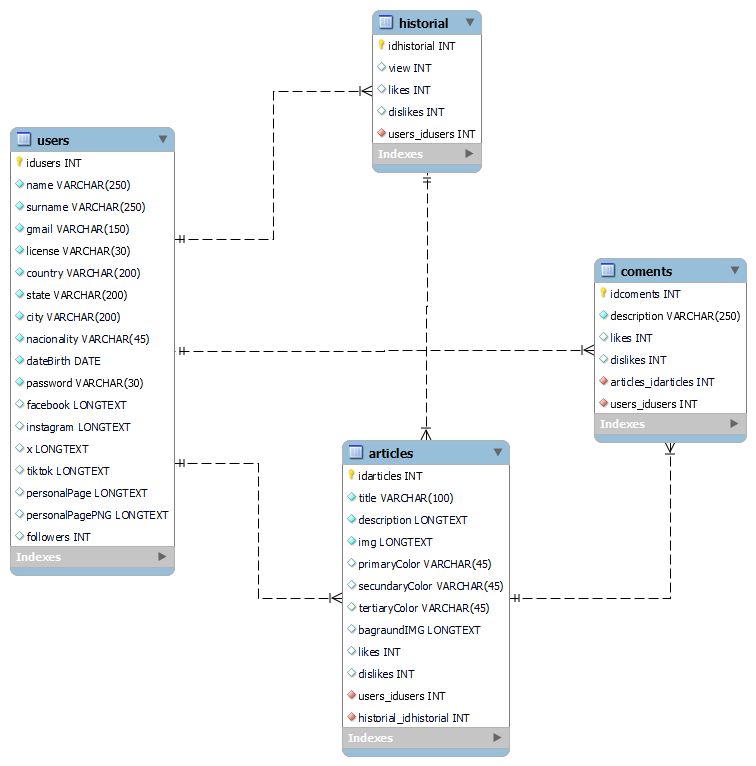 historial
idhistorial INT
view INT
likes INT
dislikes INT
users_idusers INT
Indexes
users
idusers INT
name VARCHAR(250)
surname VARCHAR(250)
gmail VARCHAR(150)
license VARCHAR(30)
country VARCHAR(200)
state VARCHAR(200)
city VARCHAR(200)
nacionality VARCHAR(45)
dateBirth DATE
password VARCHAR(30)
facebook LONGTEXT
instagram LONGTEXT
x LONGTEXT
tiktok LONGTEXT
personalPage LONGTEXT
personalPagePNG LONGTEXT
followers INT
Indexes
coments
idcoments INT
description VARCHAR(250)
likes INT
dislikes INT
articles_idarticles INT
users_idusers INT
Indexes
articles
idarticles INT
title VARCHAR(100)
description LONGTEXT
img LONGTEXT
primaryColor VARCHAR(45)
secundaryColor VARCHAR(45)
tertiaryColor VARCHAR(45)
bagraundIMG LONGTEXT
likes INT
dislikes INT
users_idusers INT
historial_idhistorial INT
Indexes